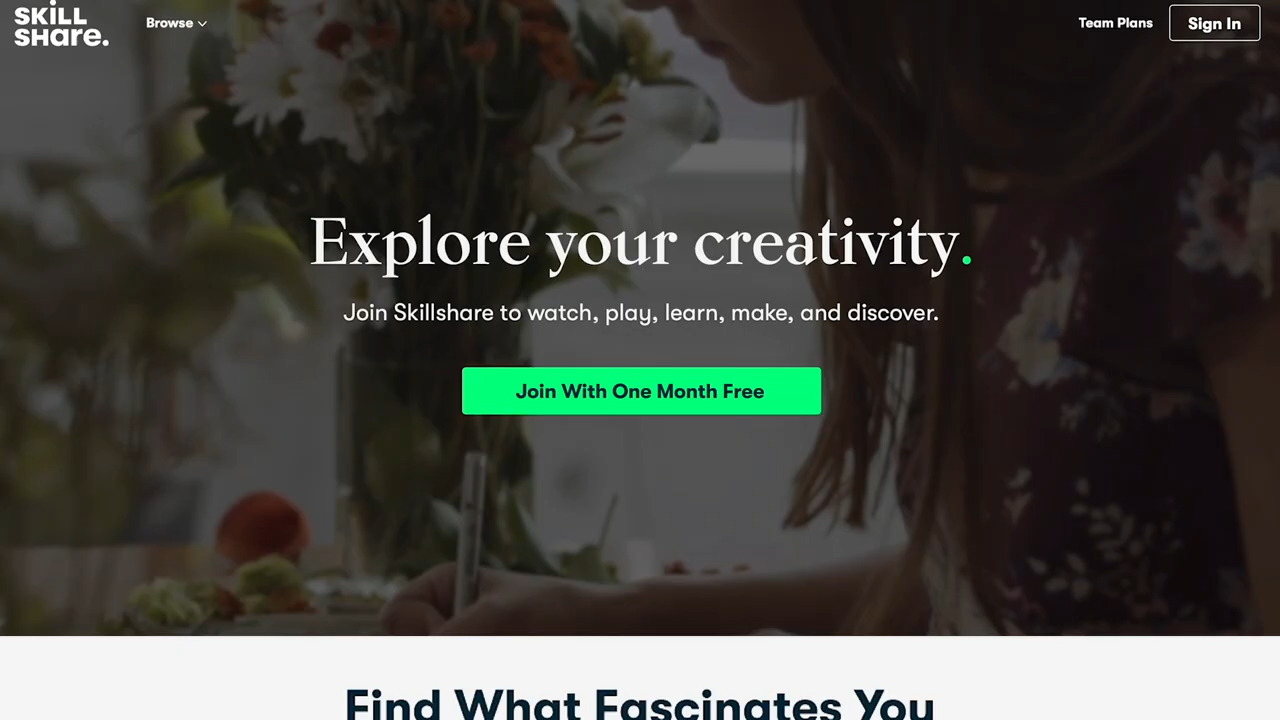 SKILL
SHare.
Browse
Team Plans
Sign In
Explore your creativity.
Join Skillshare to watch, play, learn, make, and discover.
Join With One Month Free
Find What Fascinates You